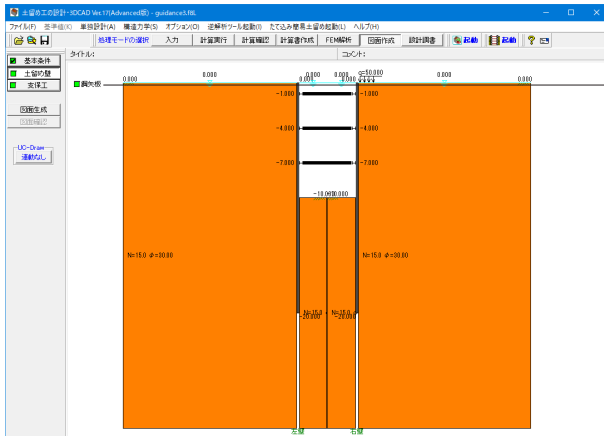 土留め工の設計・3DCAD Ver.17(Advanced版) - guidance3.F8L
ファイル(F) 基準値(K) 単独設計(A) 構造力学(S) オプション(O) 逆解析ツール起動(I) たて込み簡易土留め起動(L) ヘルプ(H)
処理モードの選択 入力 計算実行 計算確認 計算書作成 FEM解析 図面作成 設計調書 起動 起動 ?
基本条件
土留め壁
支保工
図面生成
図面確認
UC-Draw
連動なし
タイトル: コメント:
鋼矢板
0.000 0.000 0.000 0.000 q=50.000 0.000 0.000
0.000 0.000
-1.000 -1.000
-4.000 -4.000
-7.000 -7.000
N=15.0 φ=30.00 N=15.0 φ=30.00
N=15.0 N=15.0
-20.000 -20.000
左壁 右壁